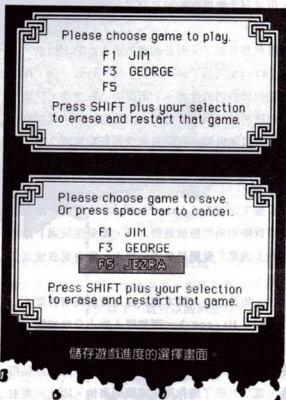 Please choose game to play.
F1 JIM
F3 GEORGE
F5
Press SHIFT plus your selection
to erase and restart that game.
Please choose game to save.
Or press space bar to cancel.
F1 JIM
F3 GEORGE
F5 JEZRA
Press SHIFT plus your selection
to erase and restart that game.
儲存遊戲進度的選擇畫面。